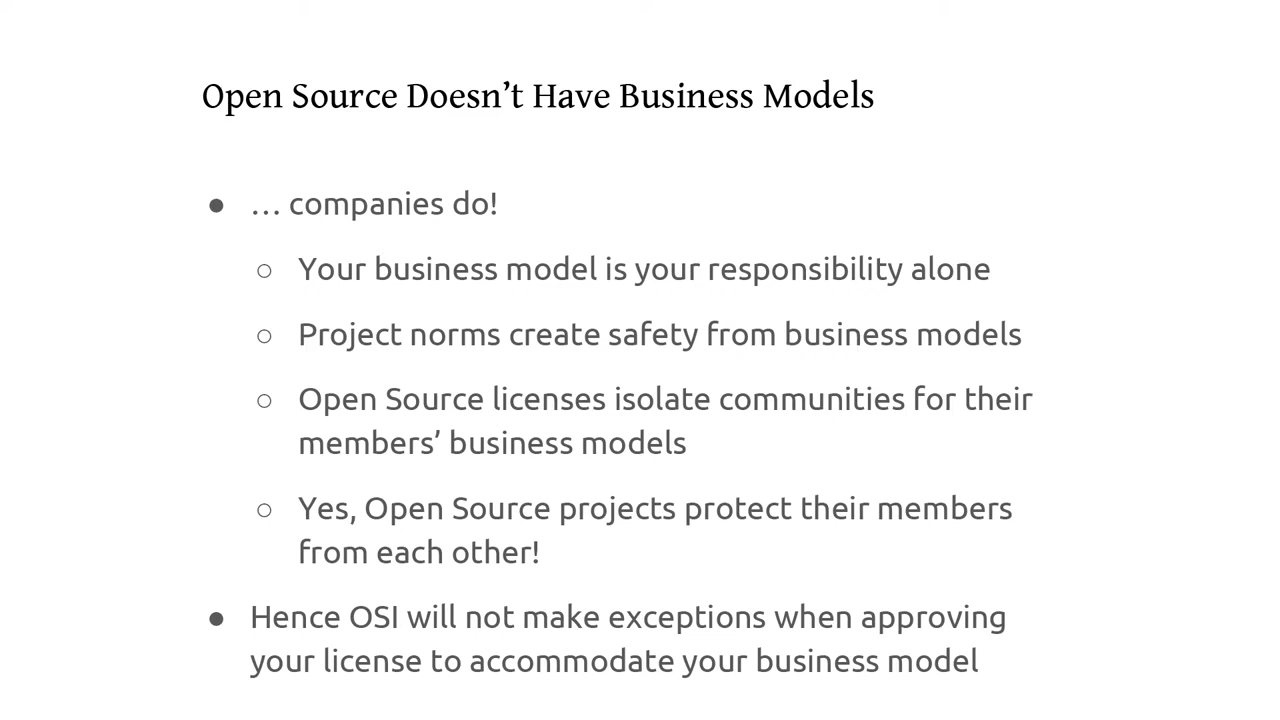 Open Source Doesn’t Have Business Models
● … companies do!
○ Your business model is your responsibility alone
○ Project norms create safety from business models
○ Open Source licenses isolate communities for their
members’ business models
○ Yes, Open Source projects protect their members
from each other!
● Hence OSI will not make exceptions when approving
your license to accommodate your business model